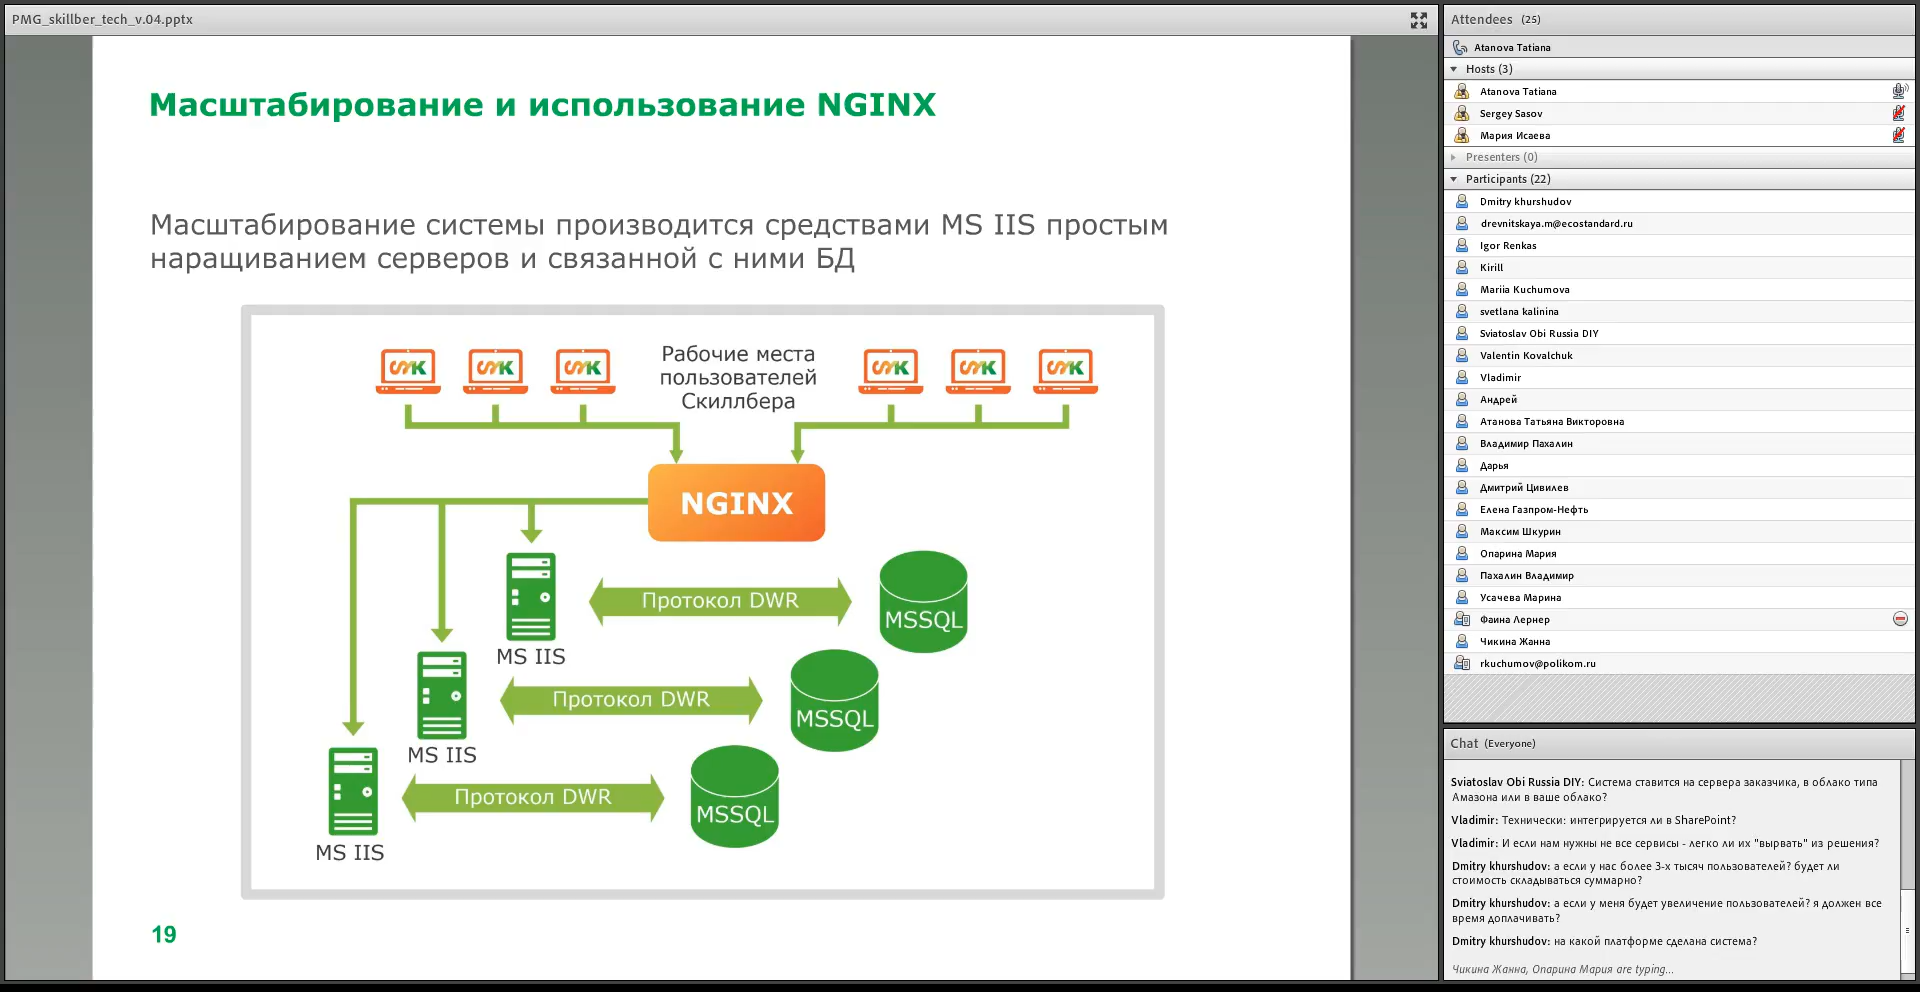 PMG_skillber_tech_v.04.pptx
Масштабирование и использование NGINX
Масштабирование системы производится средствами MS IIS простым
наращиванием серверов и связанной с ними БД
Рабочие места
пользователей
Скиллбера
NGINX
Протокол DWR
MSSQL
MS IIS
Протокол DWR
MSSQL
MS IIS
Протокол DWR
MSSQL
MS IIS
19
Attendees (25)
Atanova Tatiana
Hosts (3)
Atanova Tatiana
Sergey Sasov
Мария Исаева
Presenters (0)
Participants (22)
Dmitry khurshudov
drevnitskaya.m@ecostandard.ru
Igor Renkas
Kirill
Mariia Kuchumova
svetlana kalinina
Sviatoslav Obi Russia DIY
Valentin Kovalchuk
Vladimir
Андрей
Атанова Татьяна Викторовна
Владимир Пахалин
Дарья
Дмитрий Цивилев
Елена Газпром-Нефть
Максим Шкурин
Опарина Мария
Пахалин Владимир
Усачева Марина
Фаина Лернер
Чикина Жанна
rkuchumov@polikom.ru
Chat (Everyone)
Sviatoslav Obi Russia DIY: Система ставится на сервера заказчика, в облако типа
Амазона или в ваше облако?
Vladimir: Технически: интегрируется ли в SharePoint?
Vladimir: И если нам нужны не все сервисы - легко ли их "вырвать" из решения?
Dmitry khurshudov: а если у нас более 3-х тысяч пользователей? будет ли
стоимость складываться суммарно?
Dmitry khurshudov: а если у меня будет увеличение пользователей? я должен все
время доплачивать?
Dmitry khurshudov: на какой платформе сделана система?
Чикина Жанна, Опарина Мария are typing...